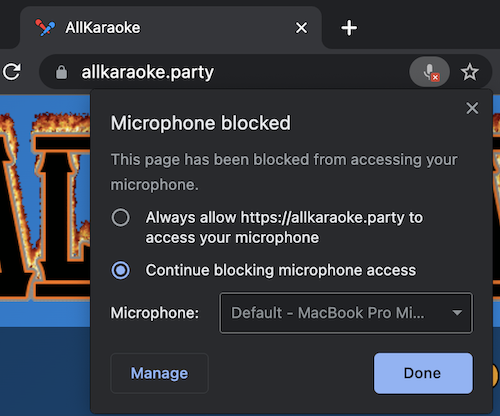 AllKaraoke
allkaraoke.party
Microphone blocked
This page has been blocked from accessing your
microphone.
Always allow https://allkaraoke.party to
access your microphone
Continue blocking microphone access
Microphone: Default - MacBook Pro Mi...
Manage Done